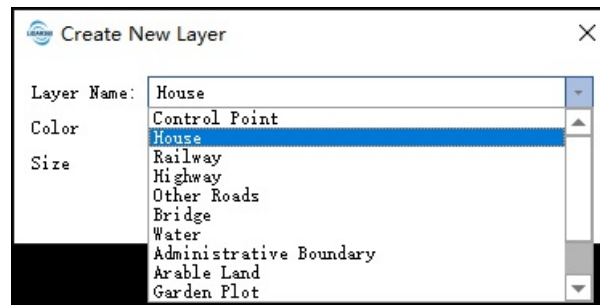 Create New Layer
Layer Name: House
Color
Size
Control Point
House
Railway
Highway
Other Roads
Bridge
Water
Administrative Boundary
Arable Land
Garden Plot